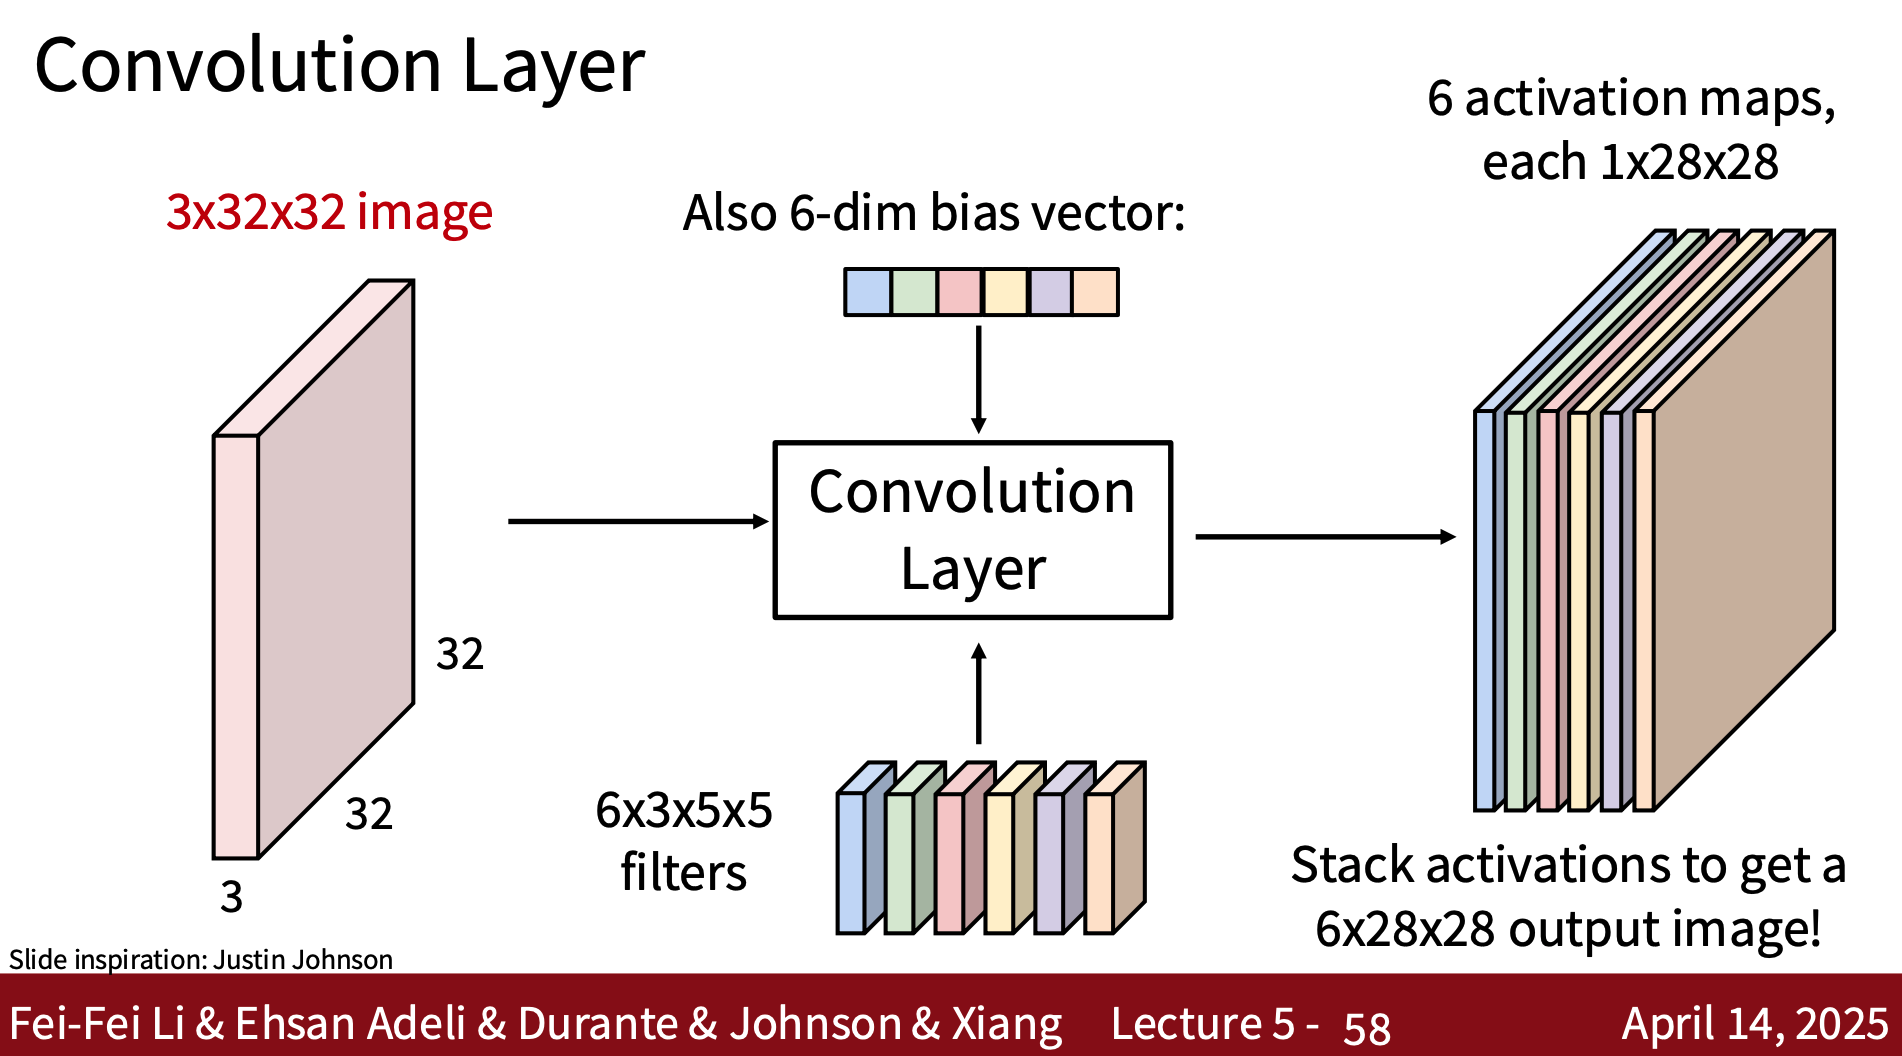 Convolution Layer
3x32x32 image
32
32
3
Also 6-dim bias vector:
Convolution
Layer
6x3x5x5
filters
6 activation maps,
each 1x28x28
Stack activations to get a
6x28x28 output image!
Slide inspiration: Justin Johnson
Fei-Fei Li & Ehsan Adeli & Durante & Johnson & Xiang Lecture 5 - 58 April 14, 2025